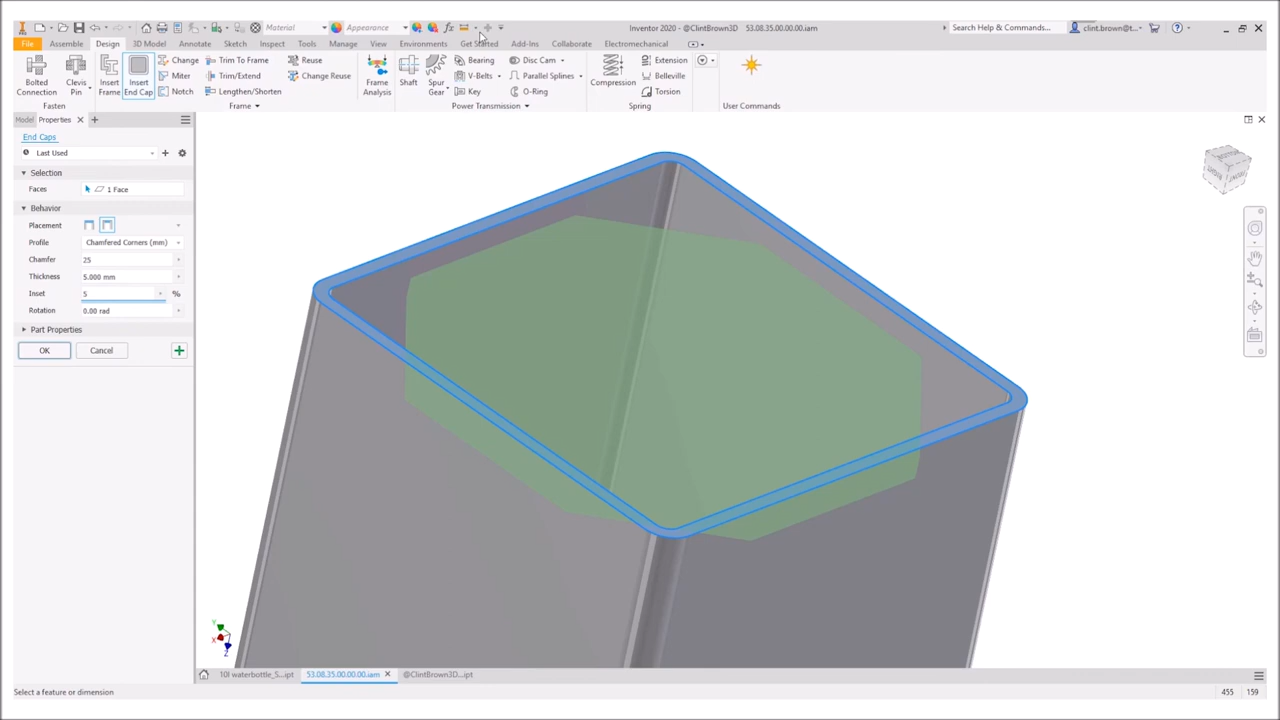 Material
Appearance
Inventor 2020 - @ClintBrown3D 53.08.35.00.00.00.iam
Search Help & Commands...
clint.brown@t...
File Assemble Design 3D Model Annotate Sketch Inspect Tools Manage View Environments Get Started Add-Ins Collaborate Electromechanical
Bolted Connection
Clevis Pin
Insert Frame
Insert End Cap
Change
Miter
Notch
Trim To Frame
Trim/Extend
Lengthen/Shorten
Reuse
Change Reuse
Frame Analysis
Shaft
Spur Gear
Bearing
V-Belts
Key
Disc Cam
Parallel Splines
O-Ring
Compression
Extension
Belleville
Torsion
Fasten
Frame
Power Transmission
Spring
User Commands
Model Properties
End Caps
Last Used
Selection
Faces 1 Face
Behavior
Placement
Profile Chamfered Corners (mm)
Chamfer 25
Thickness 5.000 mm
Inset 5 %
Rotation 0.00 rad
Part Properties
OK Cancel
Y
X
Z
10l waterbottle_S...ipt 53.08.35.00.00.00.iam @ClintBrown3D....ipt
Select a feature or dimension
455 159